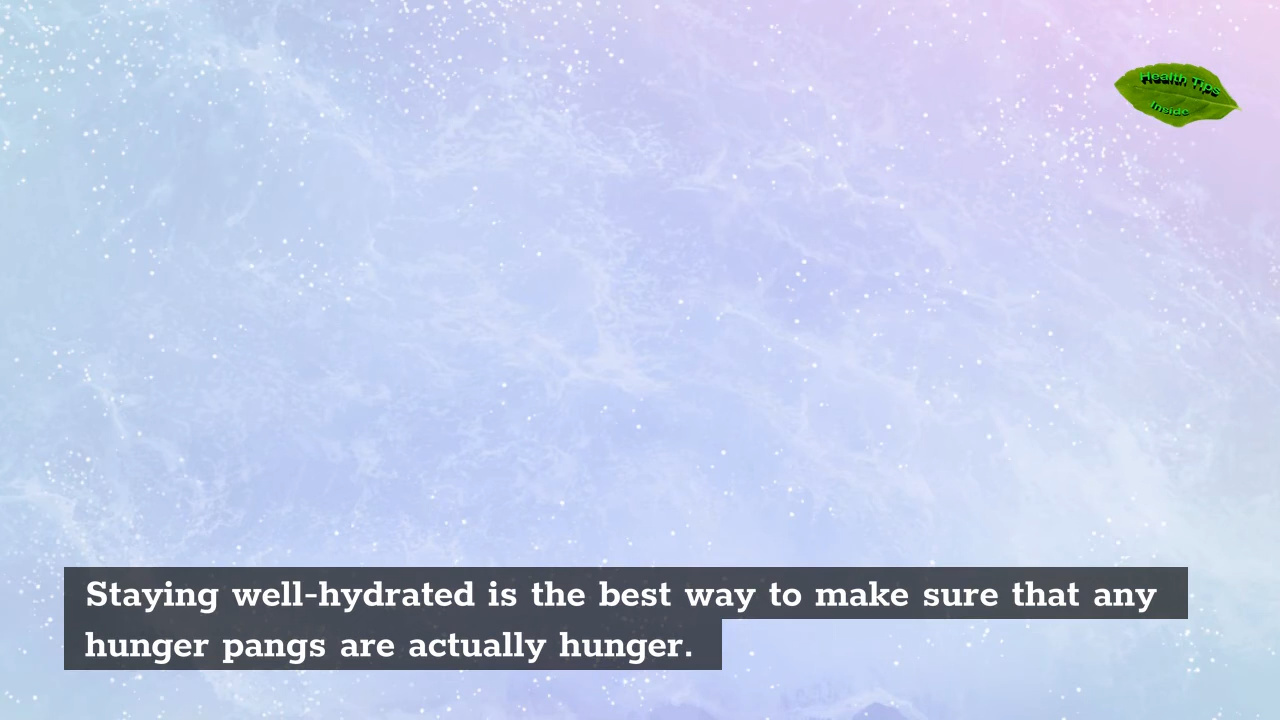 Health Tips
Inside
Staying well-hydrated is the best way to make sure that any
hunger pangs are actually hunger.